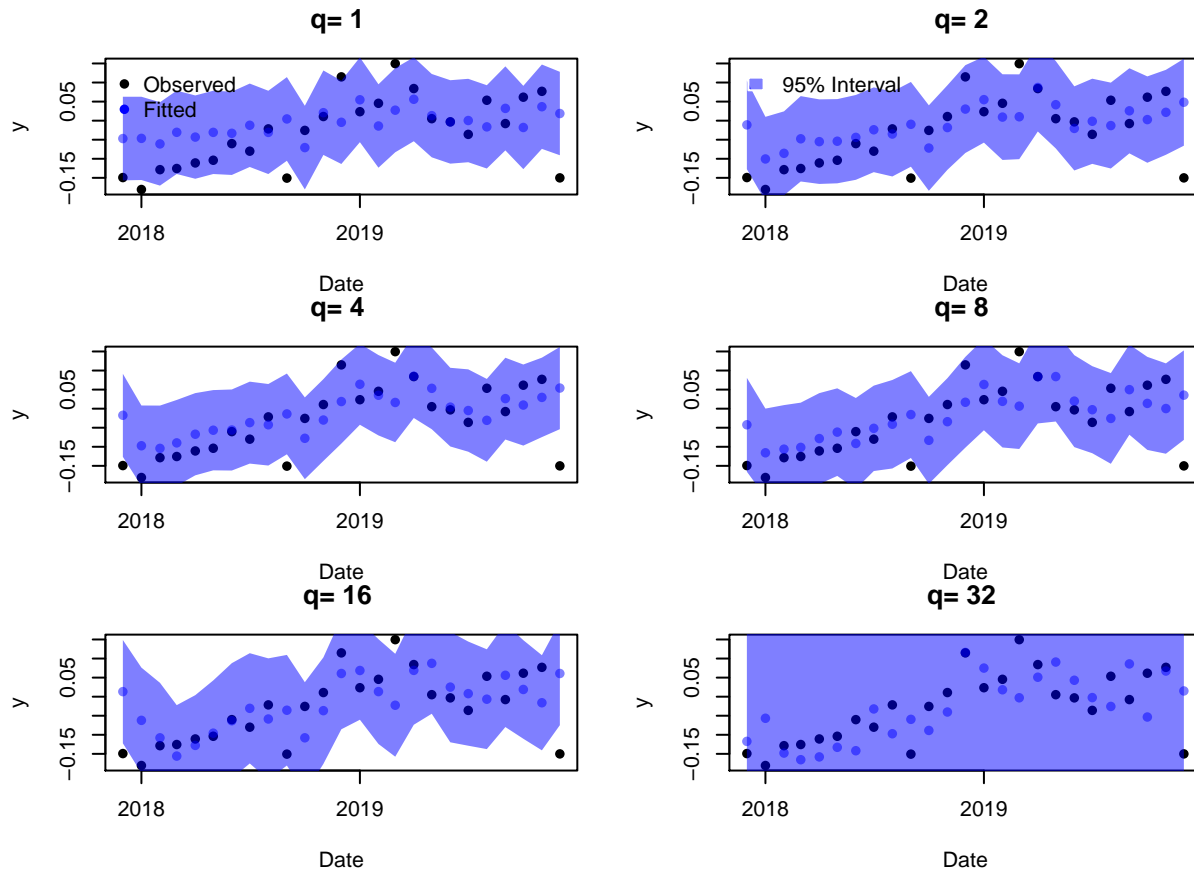 q= 1
Observed
Fitted
y
0.05
−0.15
2018
2019
Date
q= 2
95% Interval
y
0.05
−0.15
2018
2019
Date
q= 4
y
0.05
−0.15
2018
2019
Date
q= 8
y
0.05
−0.15
2018
2019
Date
q= 16
y
0.05
−0.15
2018
2019
Date
q= 32
y
0.05
−0.15
2018
2019
Date